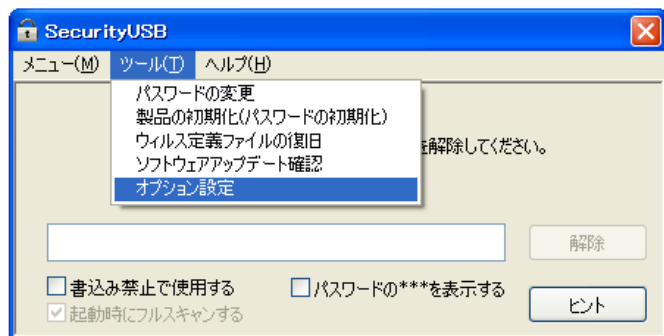 SecurityUSB
メニュー(M) ツール(T) ヘルプ(H)
パスワードの変更
製品の初期化(パスワードの初期化)
ウィルス定義ファイルの復旧
を解除してください。
ソフトウェアアップデート確認
オプション設定
解除
書込み禁止で使用する
パスワードの***を表示する
起動時にフルスキャンする
ヒント